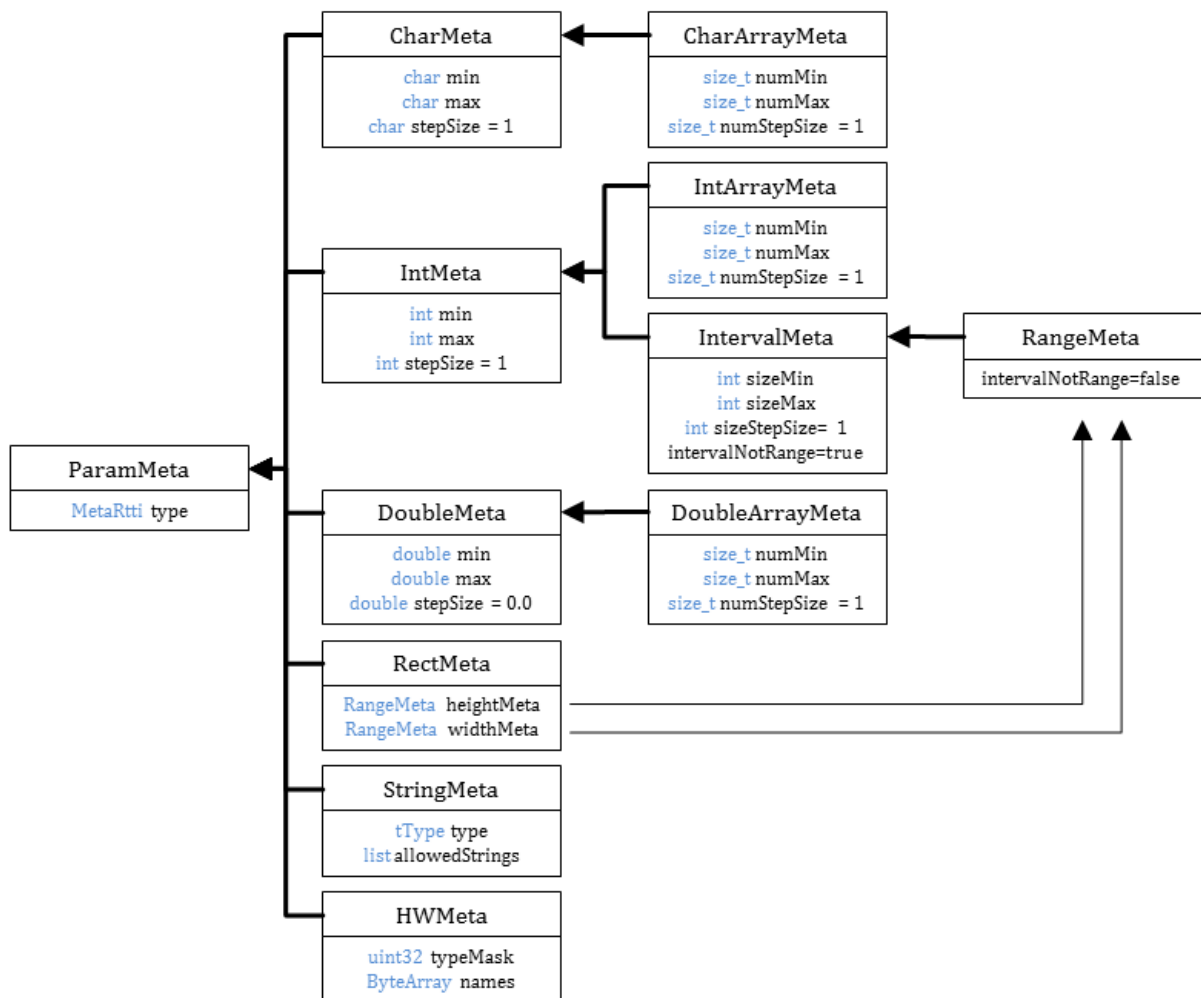 CharMeta
char min
char max
char stepSize = 1
CharArrayMeta
size_t numMin
size_t numMax
size_t numStepSize = 1
IntArrayMeta
size_t numMin
size_t numMax
size_t numStepSize = 1
IntMeta
int min
int max
int stepSize = 1
IntervalMeta
int sizeMin
int sizeMax
int sizeStepSize= 1
intervalNotRange=true
RangeMeta
intervalNotRange=false
ParamMeta
MetaRtti type
DoubleMeta
double min
double max
double stepSize = 0.0
DoubleArrayMeta
size_t numMin
size_t numMax
size_t numStepSize = 1
RectMeta
RangeMeta heightMeta
RangeMeta widthMeta
StringMeta
tType type
list allowedStrings
HWMeta
uint32 typeMask
ByteArray names